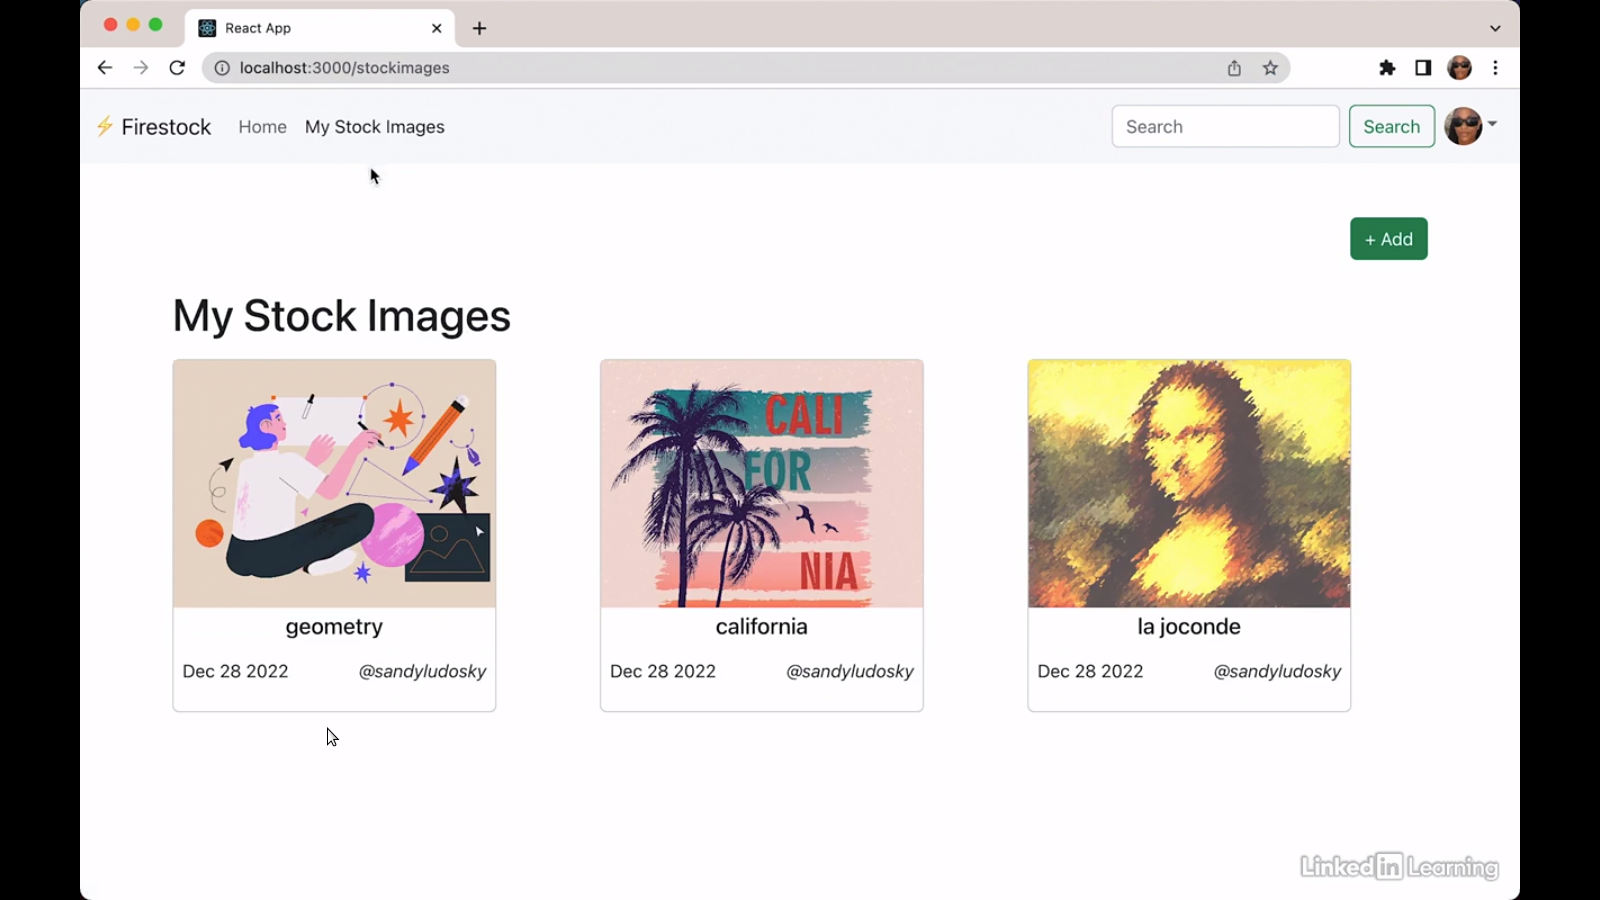 React App
localhost:3000/stockimages
⚡ Firestock Home My Stock Images Search Search
+ Add
My Stock Images
CALI
FOR
NIA
geometry
Dec 28 2022 @sandyludosky
california
Dec 28 2022 @sandyludosky
la joconde
Dec 28 2022 @sandyludosky
LinkedIn Learning